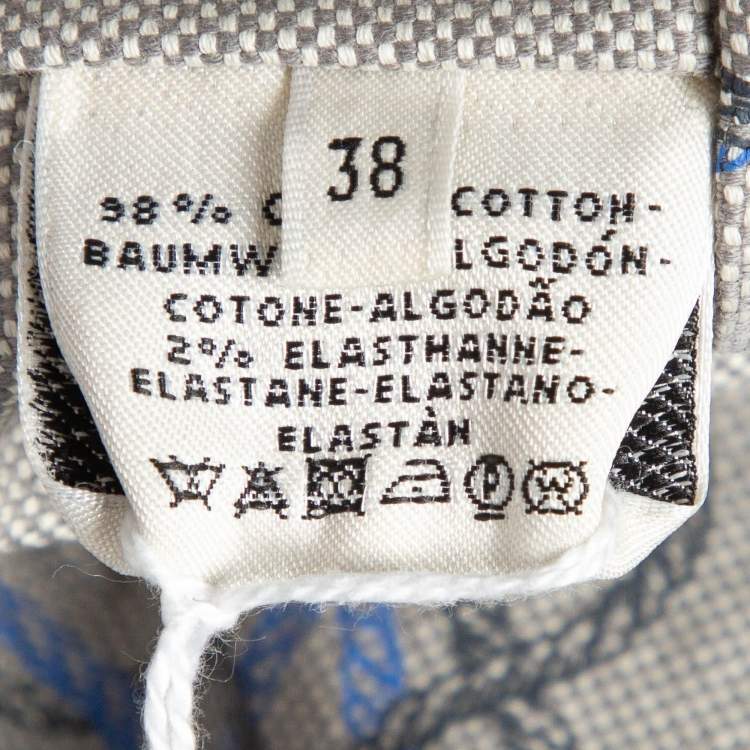 38
98% C COTTON-
BAUMW LGODÓN-
COTONE-ALGODÃO
2% ELASTHANNE-
ELASTANE-ELASTANO-
ELASTÀN
P W